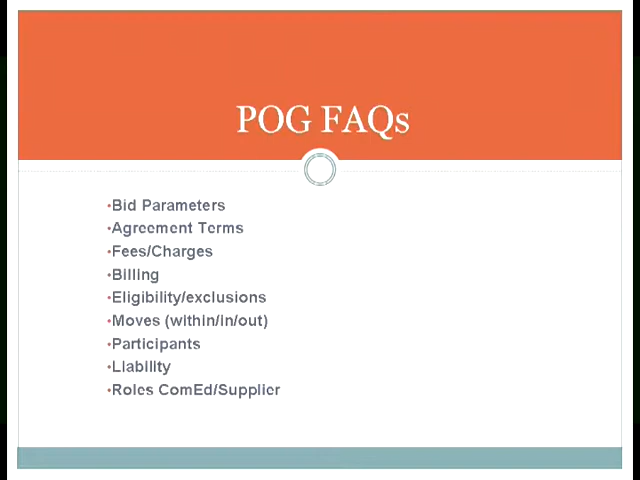 POG FAQs
•Bid Parameters
•Agreement Terms
•Fees/Charges
•Billing
•Eligibility/exclusions
•Moves (within/in/out)
•Participants
•Liability
•Roles ComEd/Supplier